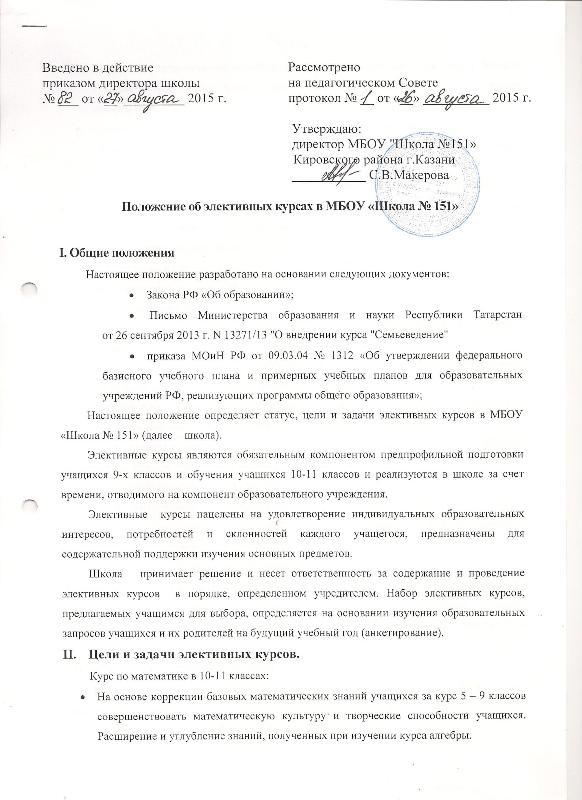 Введено в действие
приказом директора школы
№ 82 от «27» августа 2015 г.
Рассмотрено
на педагогическом Совете
протокол № 1 от «26» августа 2015 г.
Утверждаю:
директор МБОУ "Школа №151»
Кировского района г.Казани
С.В.Макерова
Положение об элективных курсах в МБОУ «Школа № 151»
I. Общие положения
Настоящее положение разработано на основании следующих документов:
• Закона РФ «Об образовании»;
• Письмо Министерства образования и науки Республики Татарстан
от 26 сентября 2013 г. N 13271/13 "О внедрении курса "Семьеведение"
• приказа МОиН РФ от 09.03.04 № 1312 «Об утверждении федерального
базисного учебного плана и примерных учебных планов для образовательных
учреждений РФ, реализующих программы общего образования»;
Настоящее положение определяет статус, цели и задачи элективных курсов в МБОУ
«Школа № 151» (далее школа).
Элективные курсы являются обязательным компонентом предпрофильной подготовки
учащихся 9-х классов и обучения учащихся 10-11 классов и реализуются в школе за счет
времени, отводимого на компонент образовательного учреждения.
Элективные курсы нацелены на удовлетворение индивидуальных образовательных
интересов, потребностей и склонностей каждого учащегося, предназначены для
содержательной поддержки изучения основных предметов.
Школа принимает решение и несет ответственность за содержание и проведение
элективных курсов в порядке, определенном учредителем. Набор элективных курсов,
предлагаемых учащимся для выбора, определяется на основании изучения образовательных
запросов учащихся и их родителей на будущий учебный год (анкетирование).
II. Цели и задачи элективных курсов.
Курс по математике в 10-11 классах:
• На основе коррекции базовых математических знаний учащихся за курс 5 – 9 классов
совершенствовать математическую культуру и творческие способности учащихся.
Расширение и углубление знаний, полученных при изучении курса алгебры.